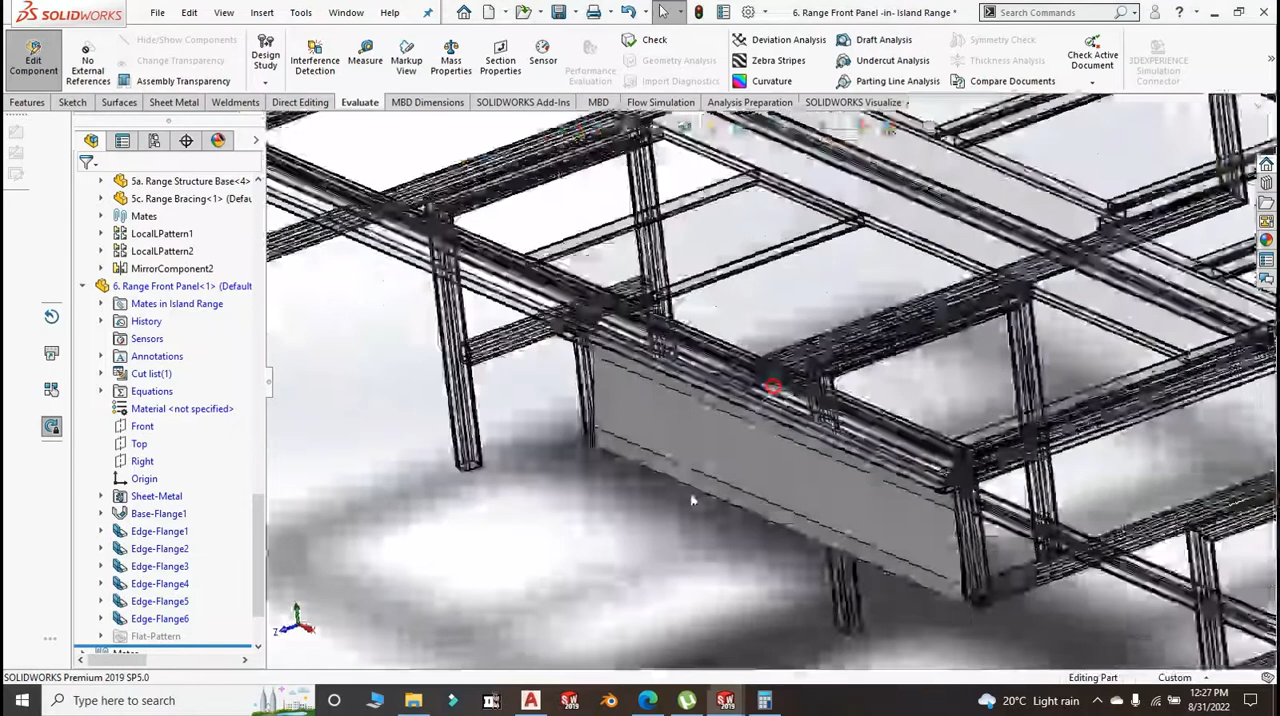 SOLIDWORKS File Edit View Insert Tools Window Help 6. Range Front Panel -in- Island Range * Search Commands
Edit Component
No External References
Hide/Show Components
Change Transparency
Assembly Transparency
Design Study
Interference Detection
Measure
Markup View
Mass Properties
Section Properties
Sensor
Performance Evaluation
Check
Geometry Analysis
Import Diagnostics
Deviation Analysis
Zebra Stripes
Curvature
Draft Analysis
Undercut Analysis
Parting Line Analysis
Symmetry Check
Thickness Analysis
Compare Documents
Check Active Document
3DEXPERIENCE Simulation Connector
Features Sketch Surfaces Sheet Metal Weldments Direct Editing Evaluate MBD Dimensions SOLIDWORKS Add-Ins MBD Flow Simulation Analysis Preparation SOLIDWORKS Visualize
5a. Range Structure Base<4>
5c. Range Bracing<1> (Defau
Mates
LocalLPattern1
LocalLPattern2
MirrorComponent2
6. Range Front Panel<1> (Default
Mates in Island Range
History
Sensors
Annotations
Cut list(1)
Equations
Material <not specified>
Front
Top
Right
Origin
Sheet-Metal
Base-Flange1
Edge-Flange1
Edge-Flange2
Edge-Flange3
Edge-Flange4
Edge-Flange5
Edge-Flange6
Flat-Pattern
Mates
Z
SOLIDWORKS Premium 2019 SP5.0
Editing Part
Custom
Type here to search
20°C Light rain
12:27 PM
8/31/2022